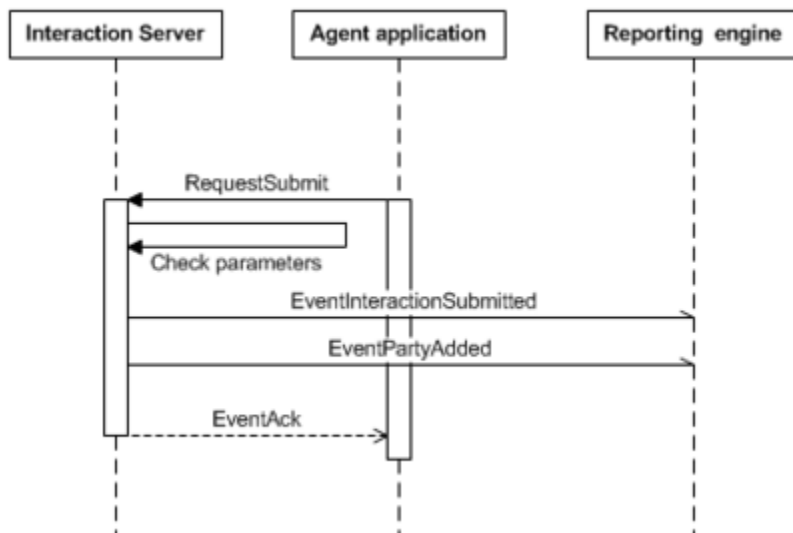 Interaction Server
Agent application
Reporting engine
RequestSubmit
Check parameters
EventInteractionSubmitted
EventPartyAdded
EventAck